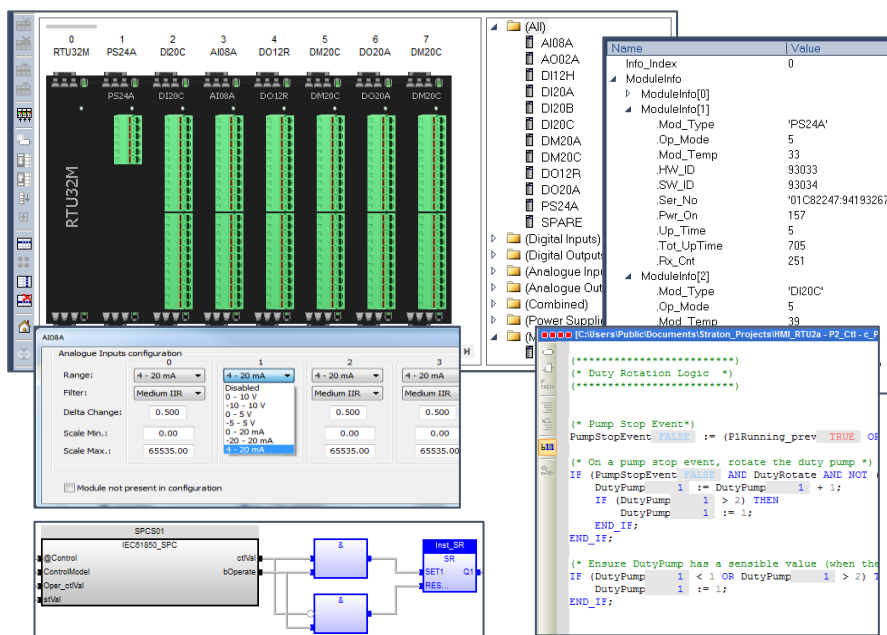 0 1 2 3 4 5 6 7
RTU32M PS24A DI20C AI08A DO12R DM20C DO20A DM20C
PS24A DI20C AI08A DO12R DM20C DO20A DM20C
RTU32M
(All)
AI08A
AO02A
DI12H
DI20A
DI20B
DI20C
DM20A
DM20C
DO12R
DO20A
PS24A
SPARE
(Digital Inputs)
(Digital Outputs
(Analogue Inpu
(Analogue Out
(Combined)
(Power Supplie
(M
Name Value
Info_Index 0
ModuleInfo
ModuleInfo[0]
ModuleInfo[1]
.Mod_Type 'PS24A'
.Op_Mode 5
.Mod_Temp 33
.HW_ID 93033
.SW_ID 93034
.Ser_No '01C82247:94193267
.Pwr_On 157
.Up_Time 5
.Tot_UpTime 705
.Rx_Cnt 251
ModuleInfo[2]
.Mod_Type 'DI20C'
.Op_Mode 5
.Mod_Temp 39
AI08A
Analogue Inputs configuration
0 1 2 3
Range: 4 - 20 mA 4 - 20 mA 4 - 20 mA 4 - 20 mA
Filter: Medium IIR Medium IIR Medium IIR
Delta Change: 0.500 0.500 0.500
Scale Min.: 0.00 0.00 0.00
Scale Max.: 65535.00 65535.00 65535.00
Disabled
0 - 10 V
-10 - 10 V
0 - 5 V
-5 - 5 V
0 - 20 mA
-20 - 20 mA
4 - 20 mA
Module not present in configuration
SPCS01
IEC61850_SPC
@Control ctlVal
ControlModel bOperate
Oper_ctlVal
stVal
&
&
Inst_SR
SR
SET1 Q1
RES...
[C:\Users\Public\Documents\Straton_Projects\HMI_RTU2a - P2_Ctl - c_P
(*************************)
(* Duty Rotation Logic *)
(*************************)
(* Pump Stop Event*)
PumpStopEvent FALSE := (P1Running_prev TRUE OR
(* On a pump stop event, rotate the duty pump *)
IF (PumpStopEvent FALSE AND DutyRotate AND NOT (
DutyPump 1 := DutyPump 1 + 1;
IF (DutyPump 1 > 2) THEN
DutyPump 1 := 1;
END_IF;
END_IF;
(* Ensure DutyPump has a sensible value (when the
IF (DutyPump 1 < 1 OR DutyPump 1 > 2) T
DutyPump 1 := 1;
END_IF;